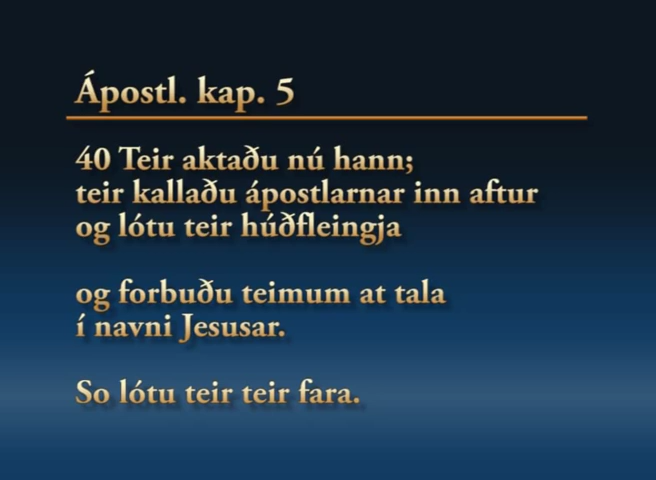 Ápostl. kap. 5
40 Teir aktaðu nú hann;
teir kallaðu ápostlarnar inn aftur
og lótu teir húðfleingja
og forbuðu teimum at tala
í navni Jesusar.
So lótu teir teir fara.